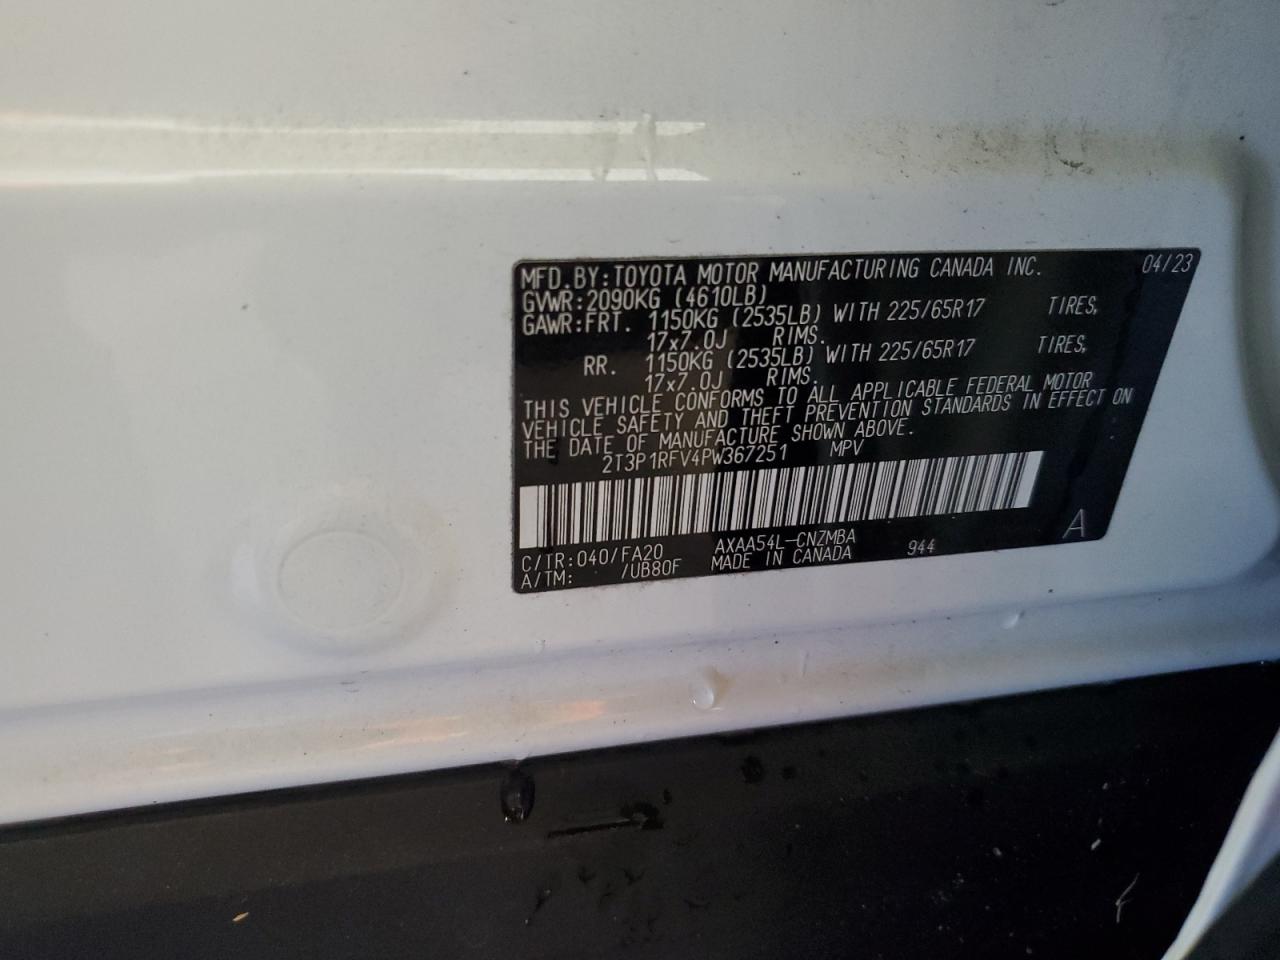 MFD.BY:TOYOTA MOTOR MANUFACTURING CANADA INC. 04/23
GVWR:2090KG (4610LB)
GAWR:FRT. 1150KG (2535LB) WITH 225/65R17 TIRES,
17x7.0J RIMS.
RR. 1150KG (2535LB) WITH 225/65R17 TIRES,
17x7.0J RIMS.
THIS VEHICLE CONFORMS TO ALL APPLICABLE FEDERAL MOTOR
VEHICLE SAFETY AND THEFT PREVENTION STANDARDS IN EFFECT ON
THE DATE OF MANUFACTURE SHOWN ABOVE.
2T3P1RFV4PW367251 MPV
C/TR:040/FA20 AXAA54L-CNZMBA 944 A
A/TM: /UB80F MADE IN CANADA